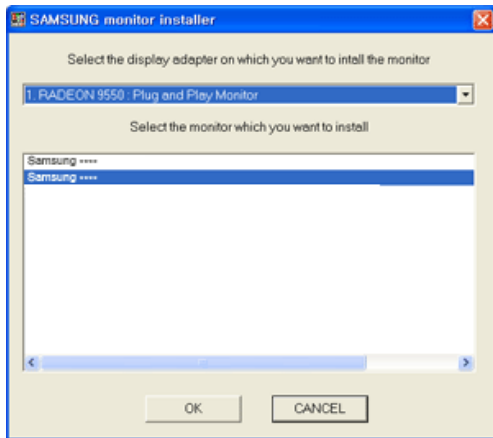 SAMSUNG monitor installer
Select the display adapter on which you want to intall the monitor
1. RADEON 9550 : Plug and Play Monitor
Select the monitor which you want to install
Samsung ****
Samsung ****
OK
CANCEL